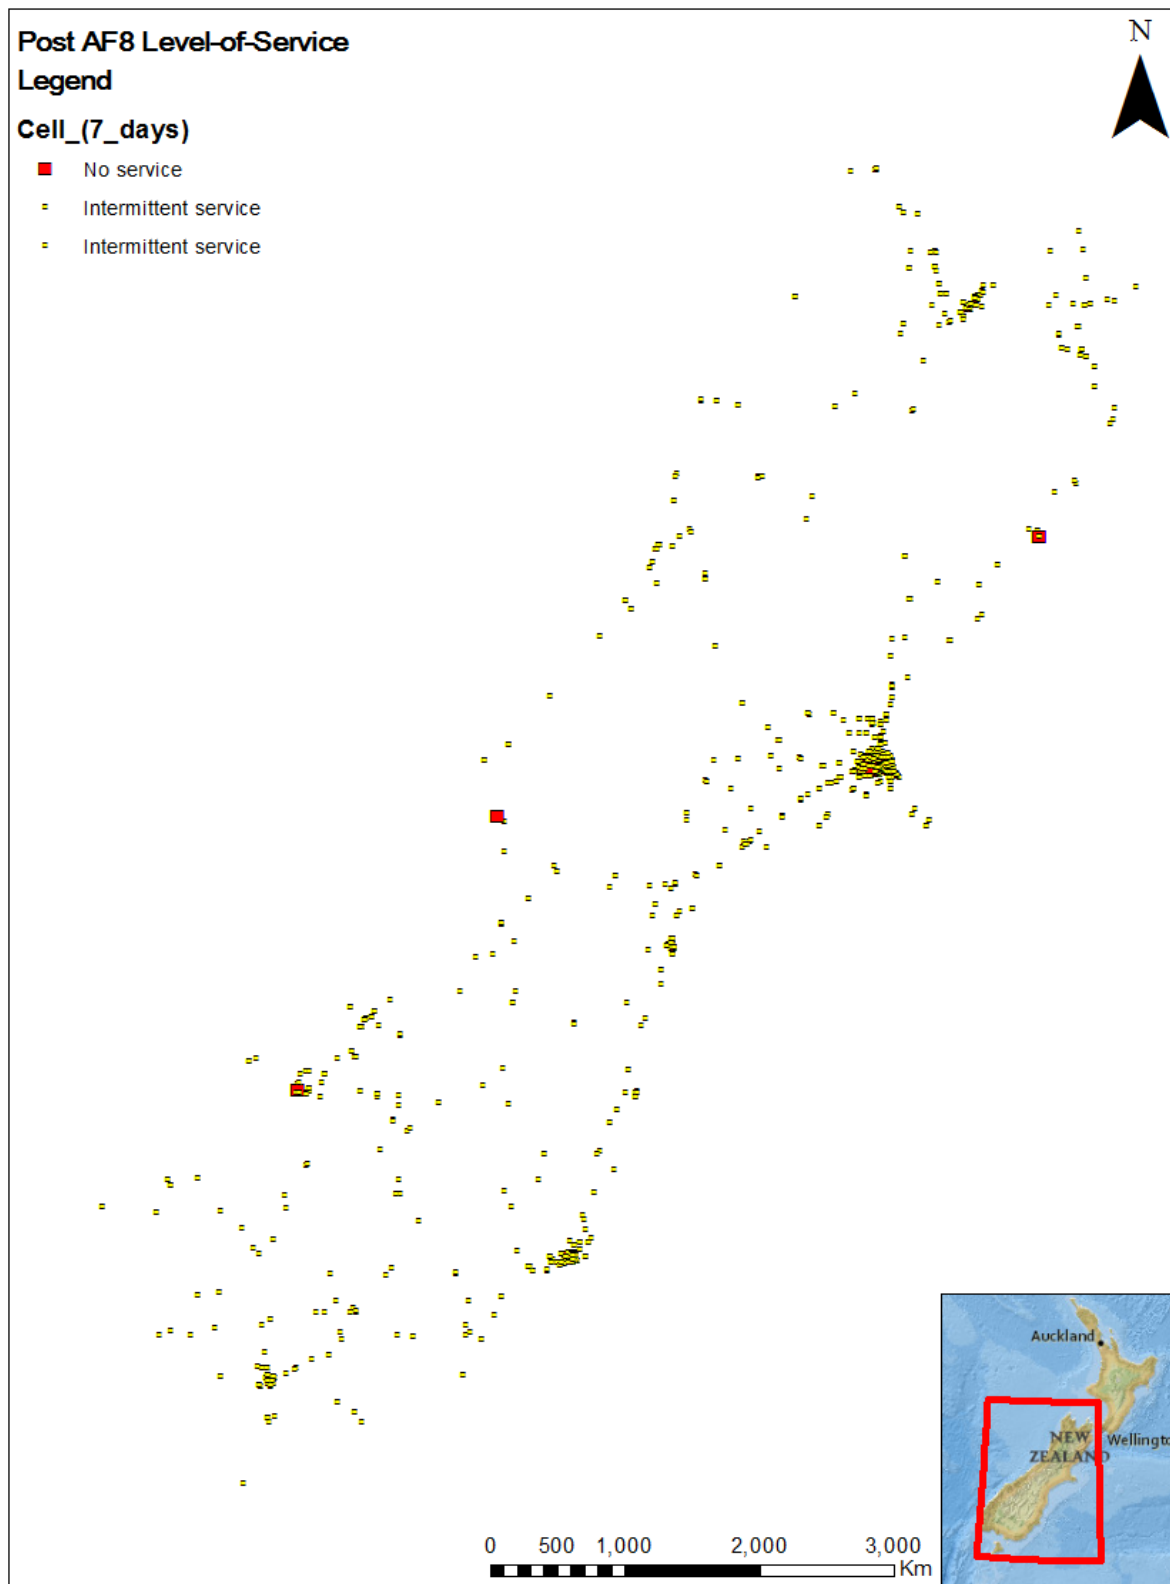 Post AF8 Level-of-Service
N
Legend
Cell_(7_days)
No service
Intermittent service
Intermittent service
Auckland
NEW
Wellingto
ZEALAND
0 500 1,000 2,000 3,000
Km